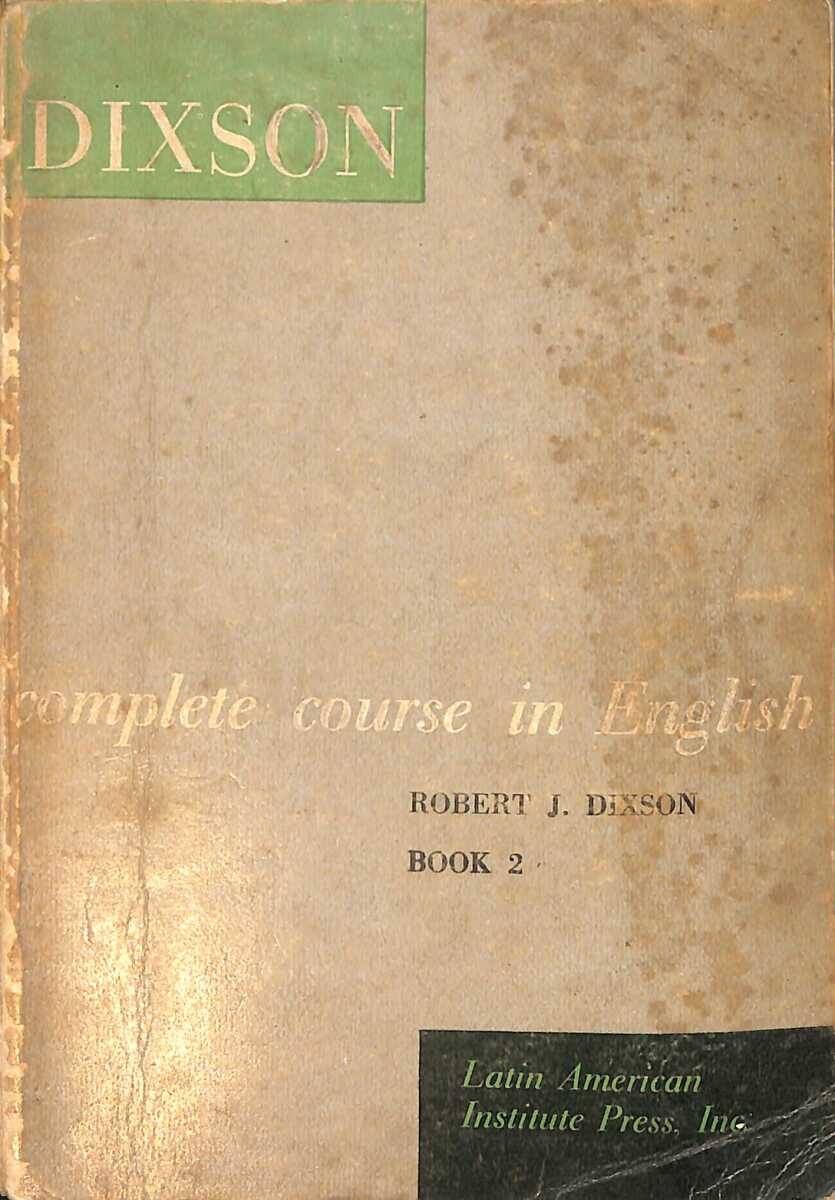 DIXSON
complete course in English
ROBERT J. DIXSON
BOOK 2
Latin American
Institute Press, Inc.